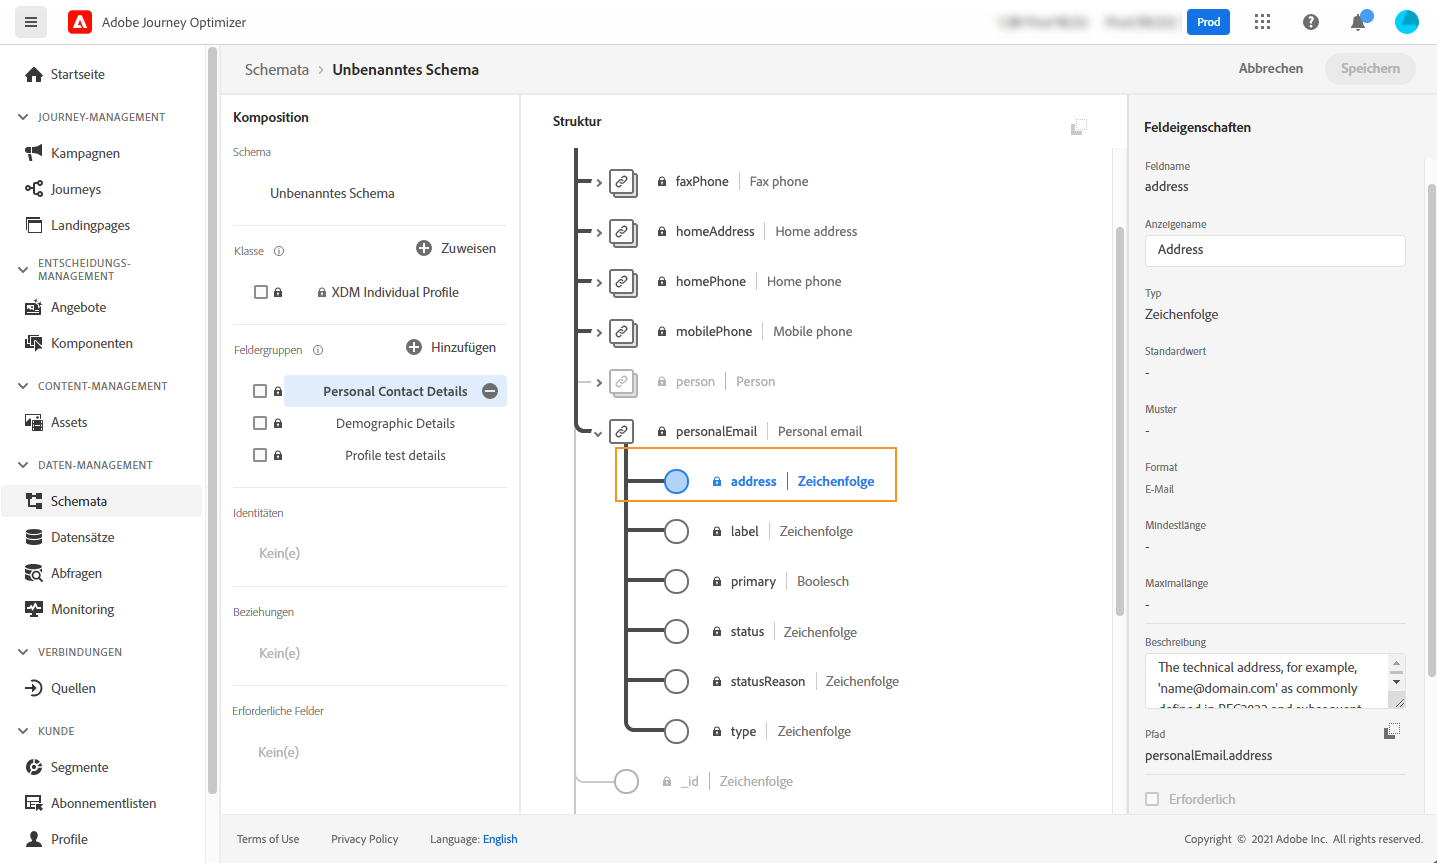 Adobe Journey Optimizer
Prod
Startseite
JOURNEY-MANAGEMENT
Kampagnen
Journeys
Landingpages
ENTSCHEIDUNGS-
MANAGEMENT
Angebote
Komponenten
CONTENT-MANAGEMENT
Assets
DATEN-MANAGEMENT
Schemata
Datensätze
Abfragen
Monitoring
VERBINDUNGEN
Quellen
KUNDE
Segmente
Abonnementlisten
Profile
Schemata > Unbenanntes Schema
Abbrechen
Speichern
Komposition
Schema
Unbenanntes Schema
Klasse
Zuweisen
XDM Individual Profile
Feldergruppen
Hinzufügen
Personal Contact Details
Demographic Details
Profile test details
Identitäten
Kein(e)
Beziehungen
Kein(e)
Erforderliche Felder
Kein(e)
Struktur
faxPhone | Fax phone
homeAddress | Home address
homePhone | Home phone
mobilePhone | Mobile phone
person | Person
personalEmail | Personal email
address | Zeichenfolge
label | Zeichenfolge
primary | Boolesch
status | Zeichenfolge
statusReason | Zeichenfolge
type | Zeichenfolge
_id | Zeichenfolge
Feldeigenschaften
Feldname
address
Anzeigename
Address
Typ
Zeichenfolge
Standardwert
-
Muster
-
Format
E-Mail
Mindestlänge
-
Maximallänge
-
Beschreibung
The technical address, for example,
'name@domain.com' as commonly
defined in RFC2822 and subsequent
Pfad
personalEmail.address
Erforderlich
Terms of Use
Privacy Policy
Language: English
Copyright © 2021 Adobe Inc. All rights reserved.